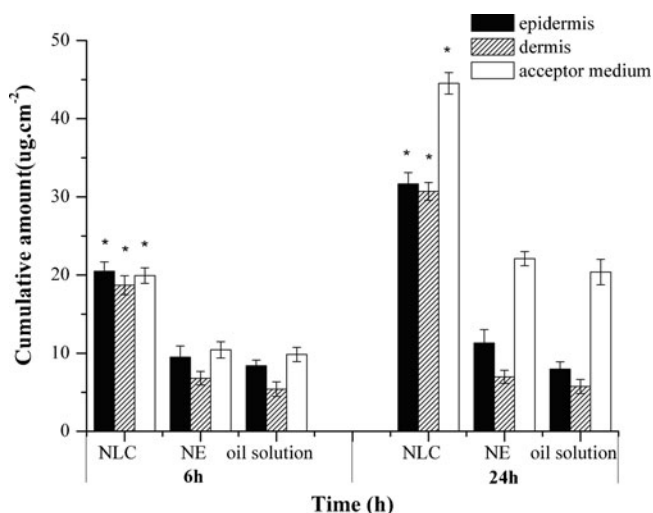 epidermis
dermis
acceptor medium
Cumulative amount(ug.cm-2)
50
40
30
20
10
0
* * *
* * *
NLC NE oil solution NLC NE oil solution
6h 24h
Time (h)